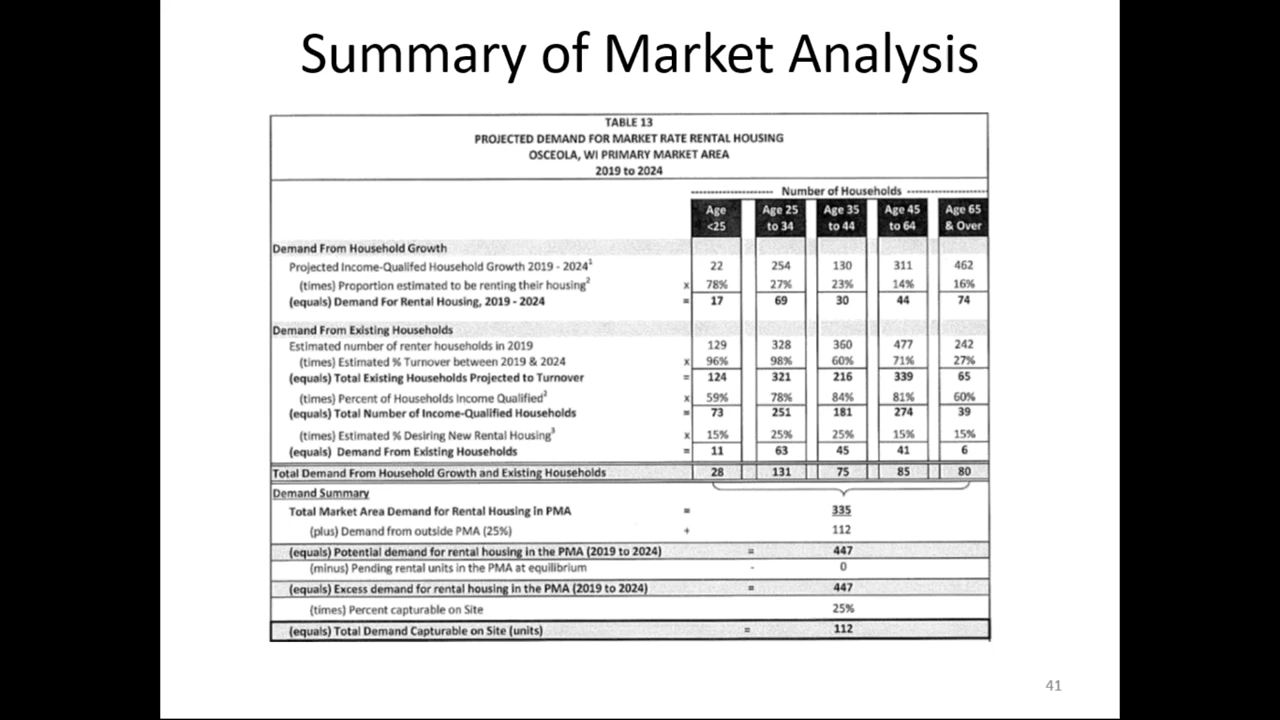 Summary of Market Analysis
TABLE 13
PROJECTED DEMAND FOR MARKET RATE RENTAL HOUSING
OSCEOLA, WI PRIMARY MARKET AREA
2019 to 2024
-------------------- Number of Households --------------------
Age <25 Age 25 to 34 Age 35 to 44 Age 45 to 64 Age 65 & Over
Demand From Household Growth
Projected Income-Qualifed Household Growth 2019 - 2024¹ 22 254 130 311 462
(times) Proportion estimated to be renting their housing² x 78% 27% 23% 14% 16%
(equals) Demand For Rental Housing, 2019 - 2024 = 17 69 30 44 74
Demand From Existing Households
Estimated number of renter households in 2019 129 328 360 477 242
(times) Estimated % Turnover between 2019 & 2024 x 96% 98% 60% 71% 27%
(equals) Total Existing Households Projected to Turnover = 124 321 216 339 65
(times) Percent of Households Income Qualified² x 59% 78% 84% 81% 60%
(equals) Total Number of Income-Qualified Households = 73 251 181 274 39
(times) Estimated % Desiring New Rental Housing³ x 15% 25% 25% 15% 15%
(equals) Demand From Existing Households = 11 63 45 41 6
Total Demand From Household Growth and Existing Households 28 131 75 85 80
Demand Summary
Total Market Area Demand for Rental Housing in PMA = 335
(plus) Demand from outside PMA (25%) + 112
(equals) Potential demand for rental housing in the PMA (2019 to 2024) = 447
(minus) Pending rental units in the PMA at equilibrium - 0
(equals) Excess demand for rental housing in the PMA (2019 to 2024) = 447
(times) Percent capturable on Site 25%
(equals) Total Demand Capturable on Site (units) = 112
41